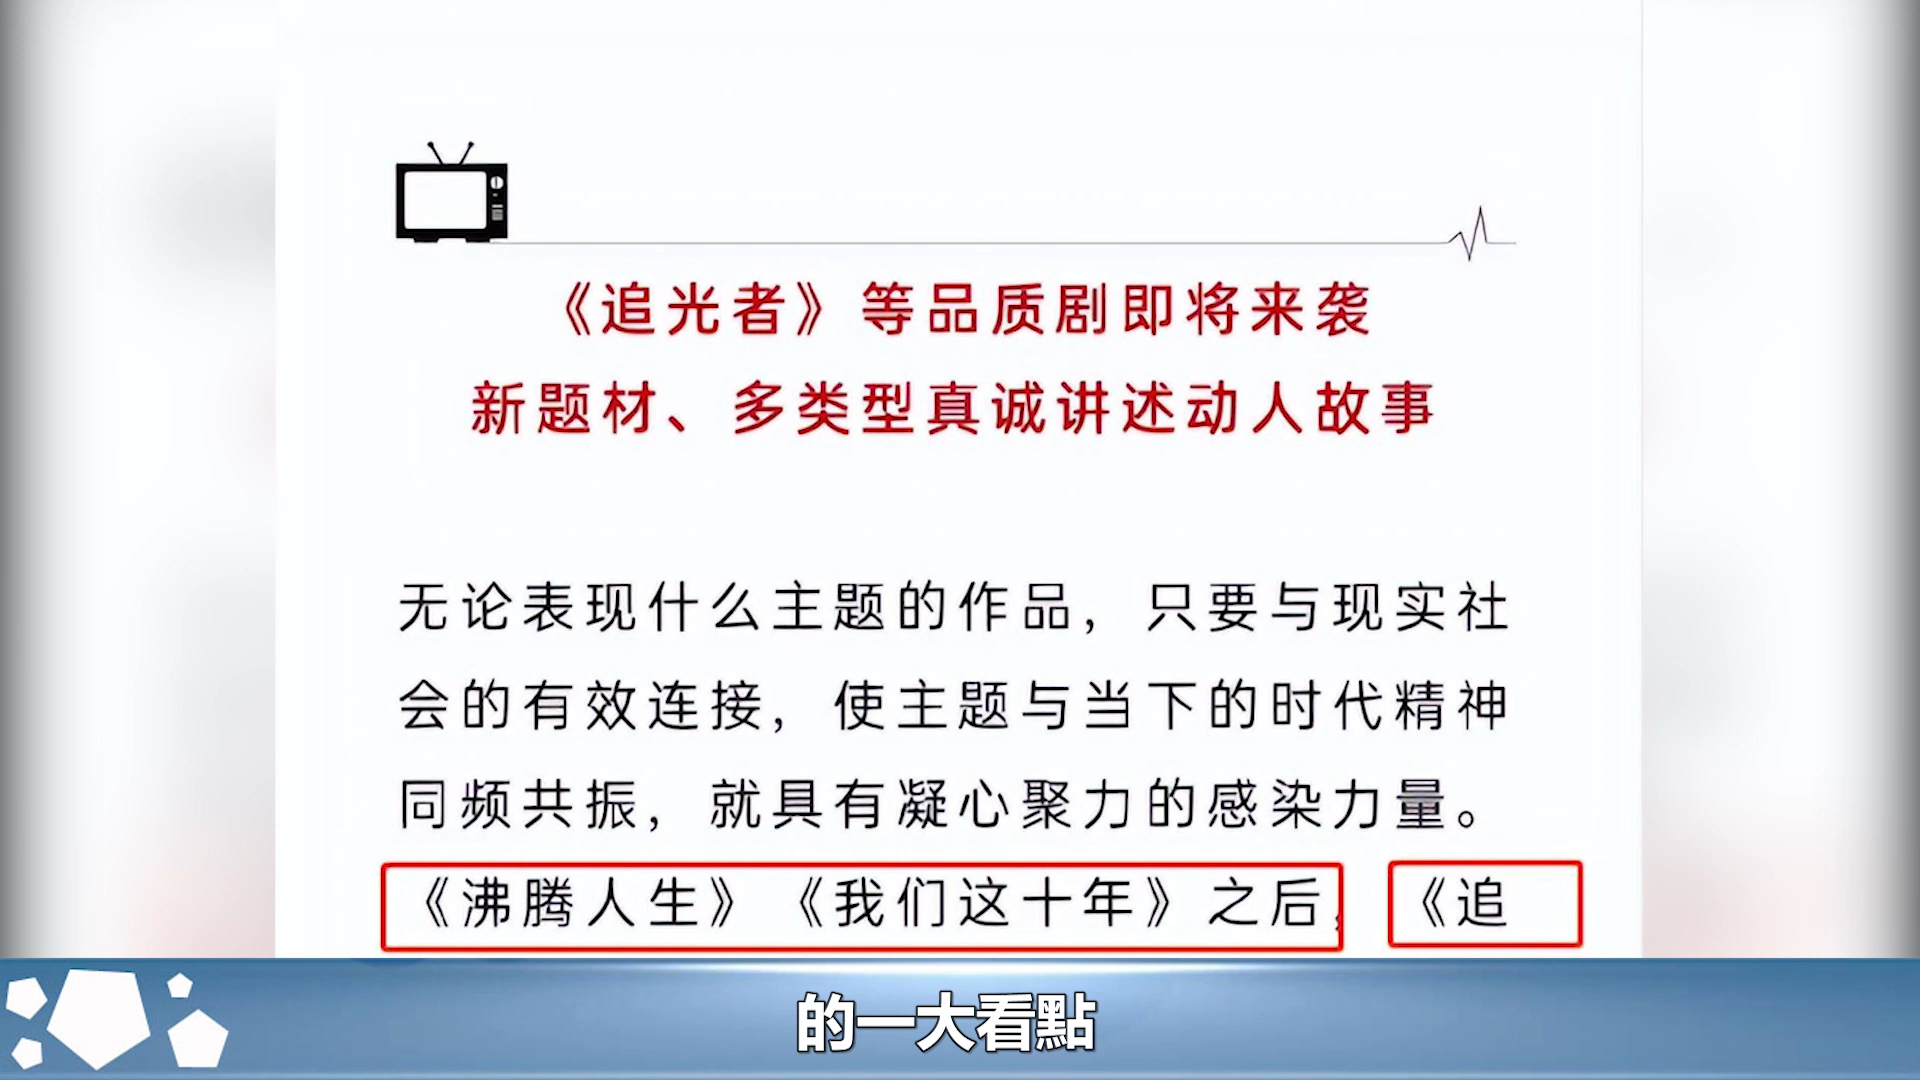 《追光者》等品质剧即将来袭
新题材、多类型真诚讲述动人故事
无论表现什么主题的作品，只要与现实社
会的有效连接，使主题与当下的时代精神
同频共振，就具有凝心聚力的感染力量。
《沸腾人生》《我们这十年》之后，《追
的一大看點